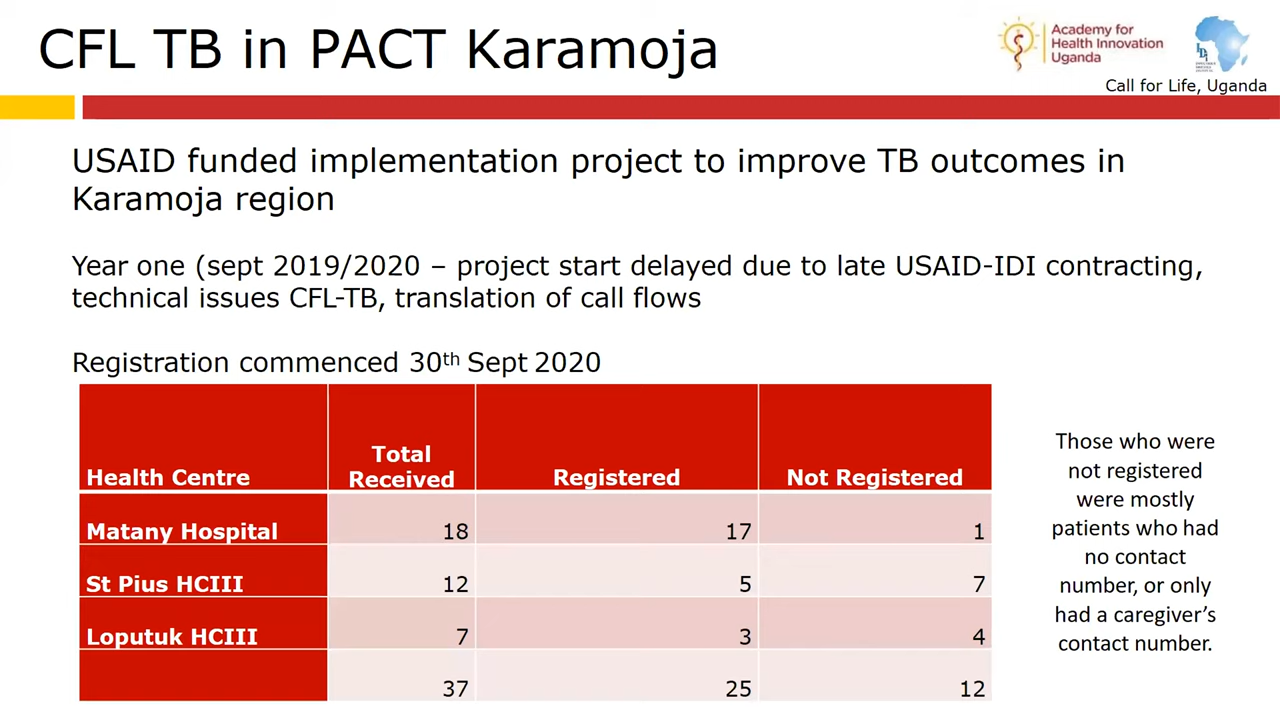 CFL TB in PACT Karamoja
Academy for
Health Innovation
Uganda
IDI
Call for Life, Uganda
USAID funded implementation project to improve TB outcomes in
Karamoja region
Year one (sept 2019/2020 – project start delayed due to late USAID-IDI contracting,
technical issues CFL-TB, translation of call flows
Registration commenced 30th Sept 2020
Health Centre Total Received Registered Not Registered
Matany Hospital 18 17 1
St Pius HCIII 12 5 7
Loputuk HCIII 7 3 4
37 25 12
Those who were
not registered
were mostly
patients who had
no contact
number, or only
had a caregiver’s
contact number.